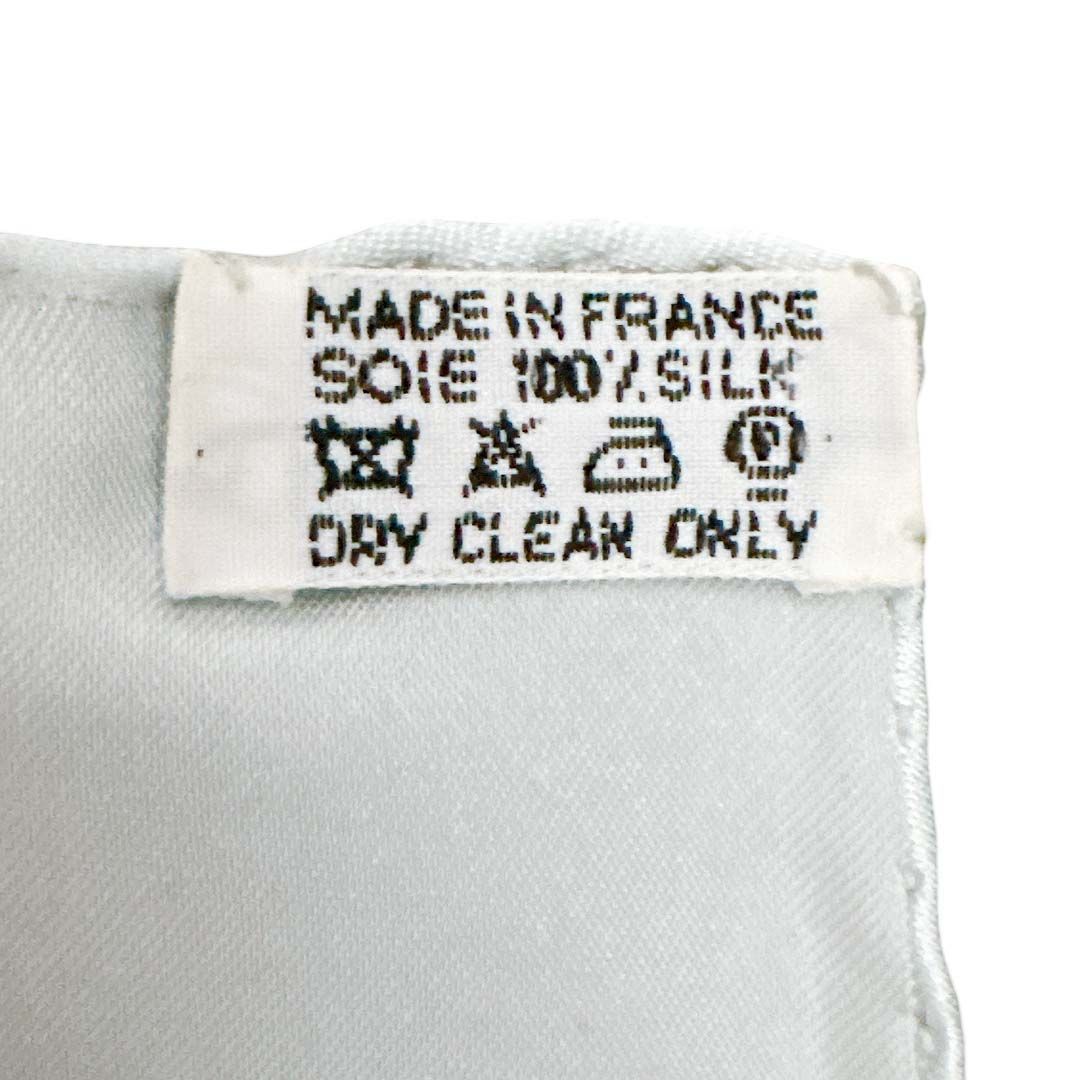 MADE IN FRANCE
SOIE 100% SILK
DRY CLEAN ONLY